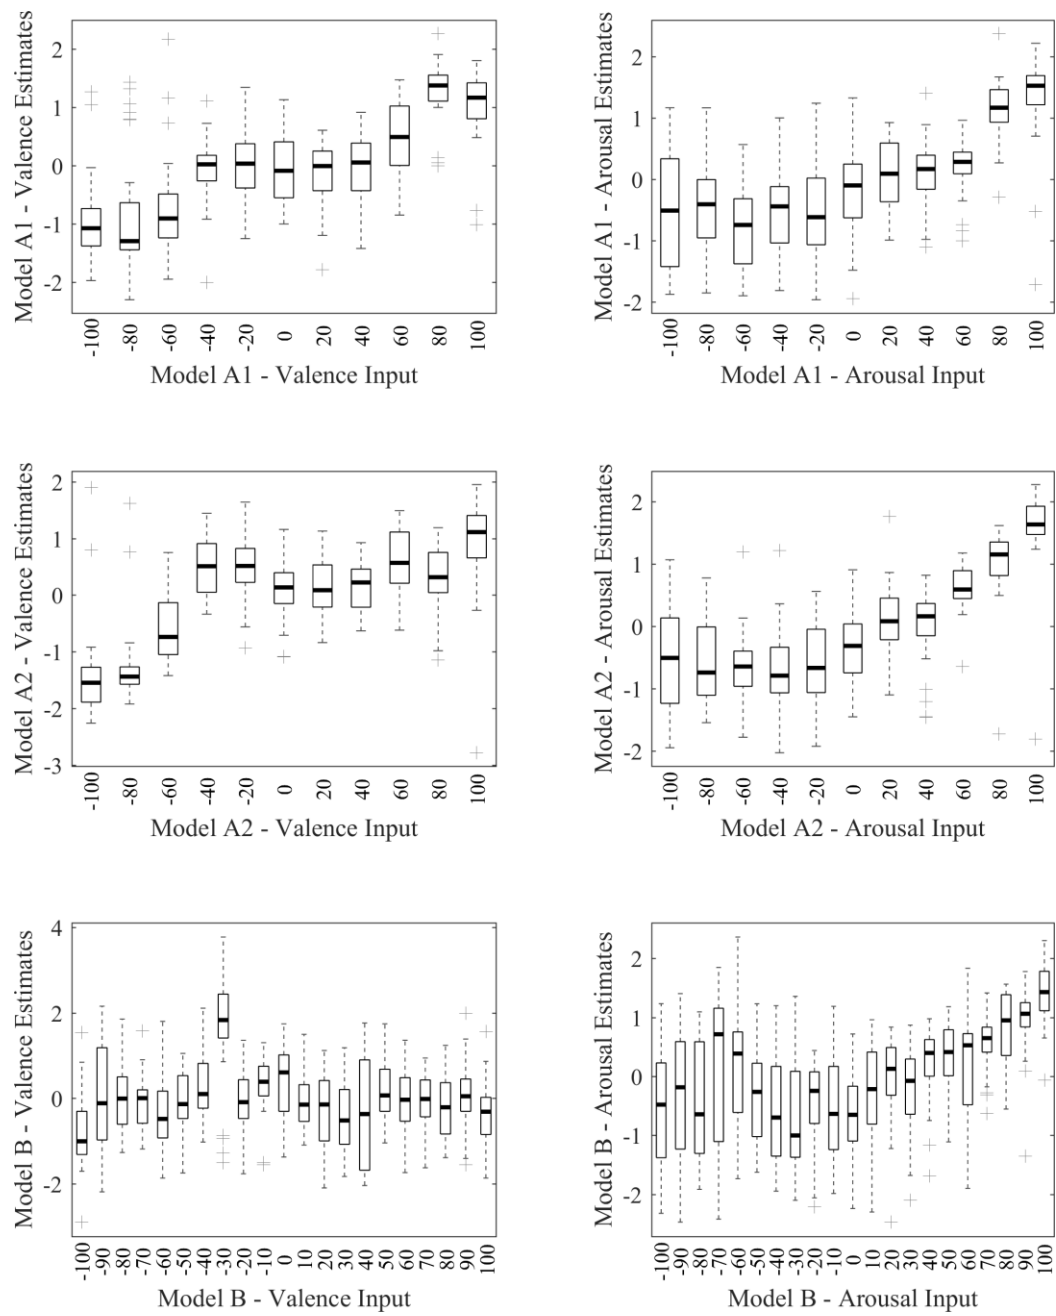 Model A1 - Valence Estimates
2
1
0
-1
-2
-100 -80 -60 -40 -20 0 20 40 60 80 100
Model A1 - Valence Input
Model A1 - Arousal Estimates
2
1
0
-1
-2
-100 -80 -60 -40 -20 0 20 40 60 80 100
Model A1 - Arousal Input
Model A2 - Valence Estimates
2
1
0
-1
-2
-3
-100 -80 -60 -40 -20 0 20 40 60 80 100
Model A2 - Valence Input
Model A2 - Arousal Estimates
2
1
0
-1
-2
-100 -80 -60 -40 -20 0 20 40 60 80 100
Model A2 - Arousal Input
Model B - Valence Estimates
4
2
0
-2
-100 -90 -80 -70 -60 -50 -40 -30 -20 -10 0 10 20 30 40 50 60 70 80 90 100
Model B - Valence Input
Model B - Arousal Estimates
2
1
0
-1
-2
-100 -90 -80 -70 -60 -50 -40 -30 -20 -10 0 10 20 30 40 50 60 70 80 90 100
Model B - Arousal Input